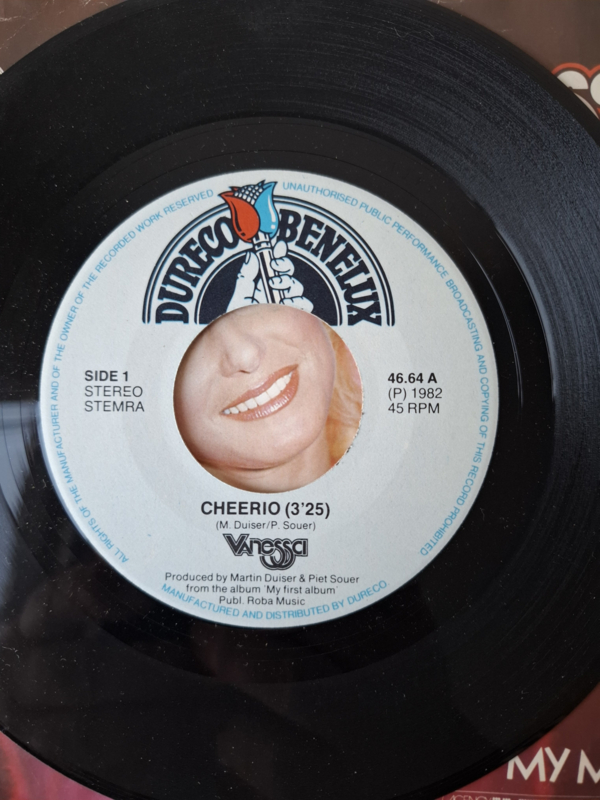 ALL RIGHTS OF THE MANUFACTURER AND OF THE OWNER OF THE RECORDED WORK RESERVED
UNAUTHORISED PUBLIC PERFORMANCE BROADCASTING AND COPYING OF THIS RECORD PROHIBITED
DURECO BENELUX
SIDE 1
STEREO
STEMRA
46.64 A
(P) 1982
45 RPM
CHEERIO (3'25)
(M. Duiser/P. Souer)
Vanessa
Produced by Martin Duiser & Piet Souer
from the album 'My first album
Publ. Roba Music
MANUFACTURED AND DISTRIBUTED BY DURECO.
MY M